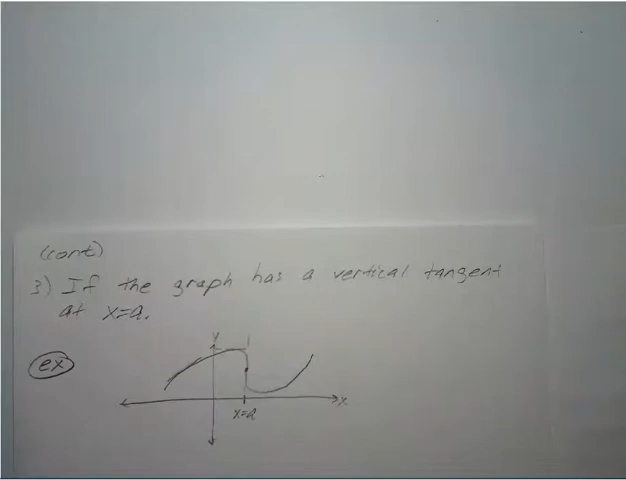 (cont)
3) If the graph has a vertical tangent
at x=a.
ex
y
x
x=a